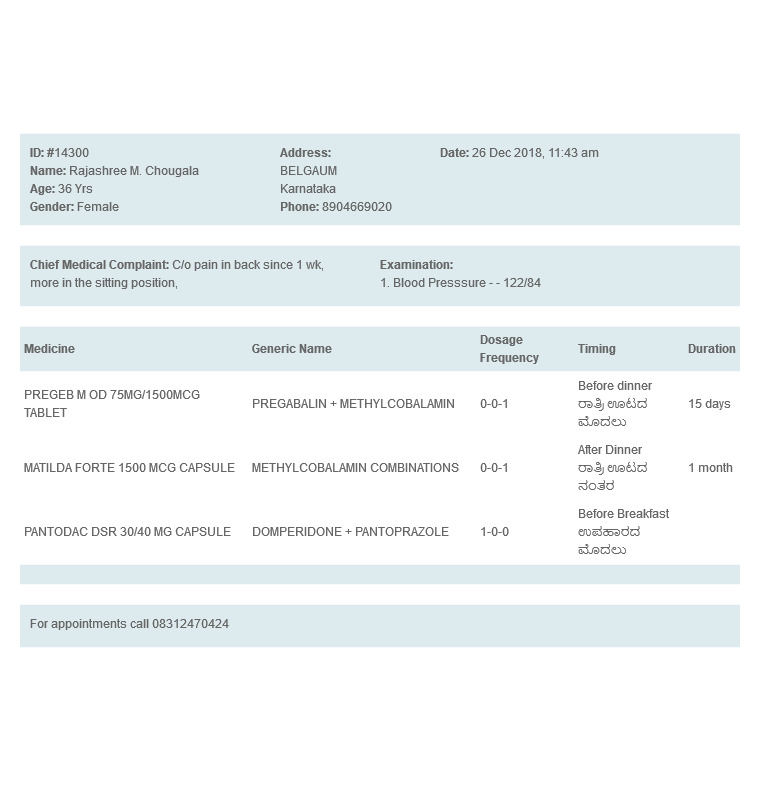 ID: #14300
Name: Rajashree M. Chougala
Age: 36 Yrs
Gender: Female
Address:
BELGAUM
Karnataka
Phone: 8904669020
Date: 26 Dec 2018, 11:43 am
Chief Medical Complaint: C/o pain in back since 1 wk,
more in the sitting position,
Examination:
1. Blood Presssure - - 122/84
Medicine Generic Name Dosage Frequency Timing Duration
PREGEB M OD 75MG/1500MCG
TABLET
PREGABALIN + METHYLCOBALAMIN
0-0-1
Before dinner
ರಾತ್ರಿ ಊಟದ
ಮೊದಲು
15 days
MATILDA FORTE 1500 MCG CAPSULE
METHYLCOBALAMIN COMBINATIONS
0-0-1
After Dinner
ರಾತ್ರಿ ಊಟದ
ನಂತರ
1 month
PANTODAC DSR 30/40 MG CAPSULE
DOMPERIDONE + PANTOPRAZOLE
1-0-0
Before Breakfast
ಉಪಹಾರದ
ಮೊದಲು
For appointments call 08312470424